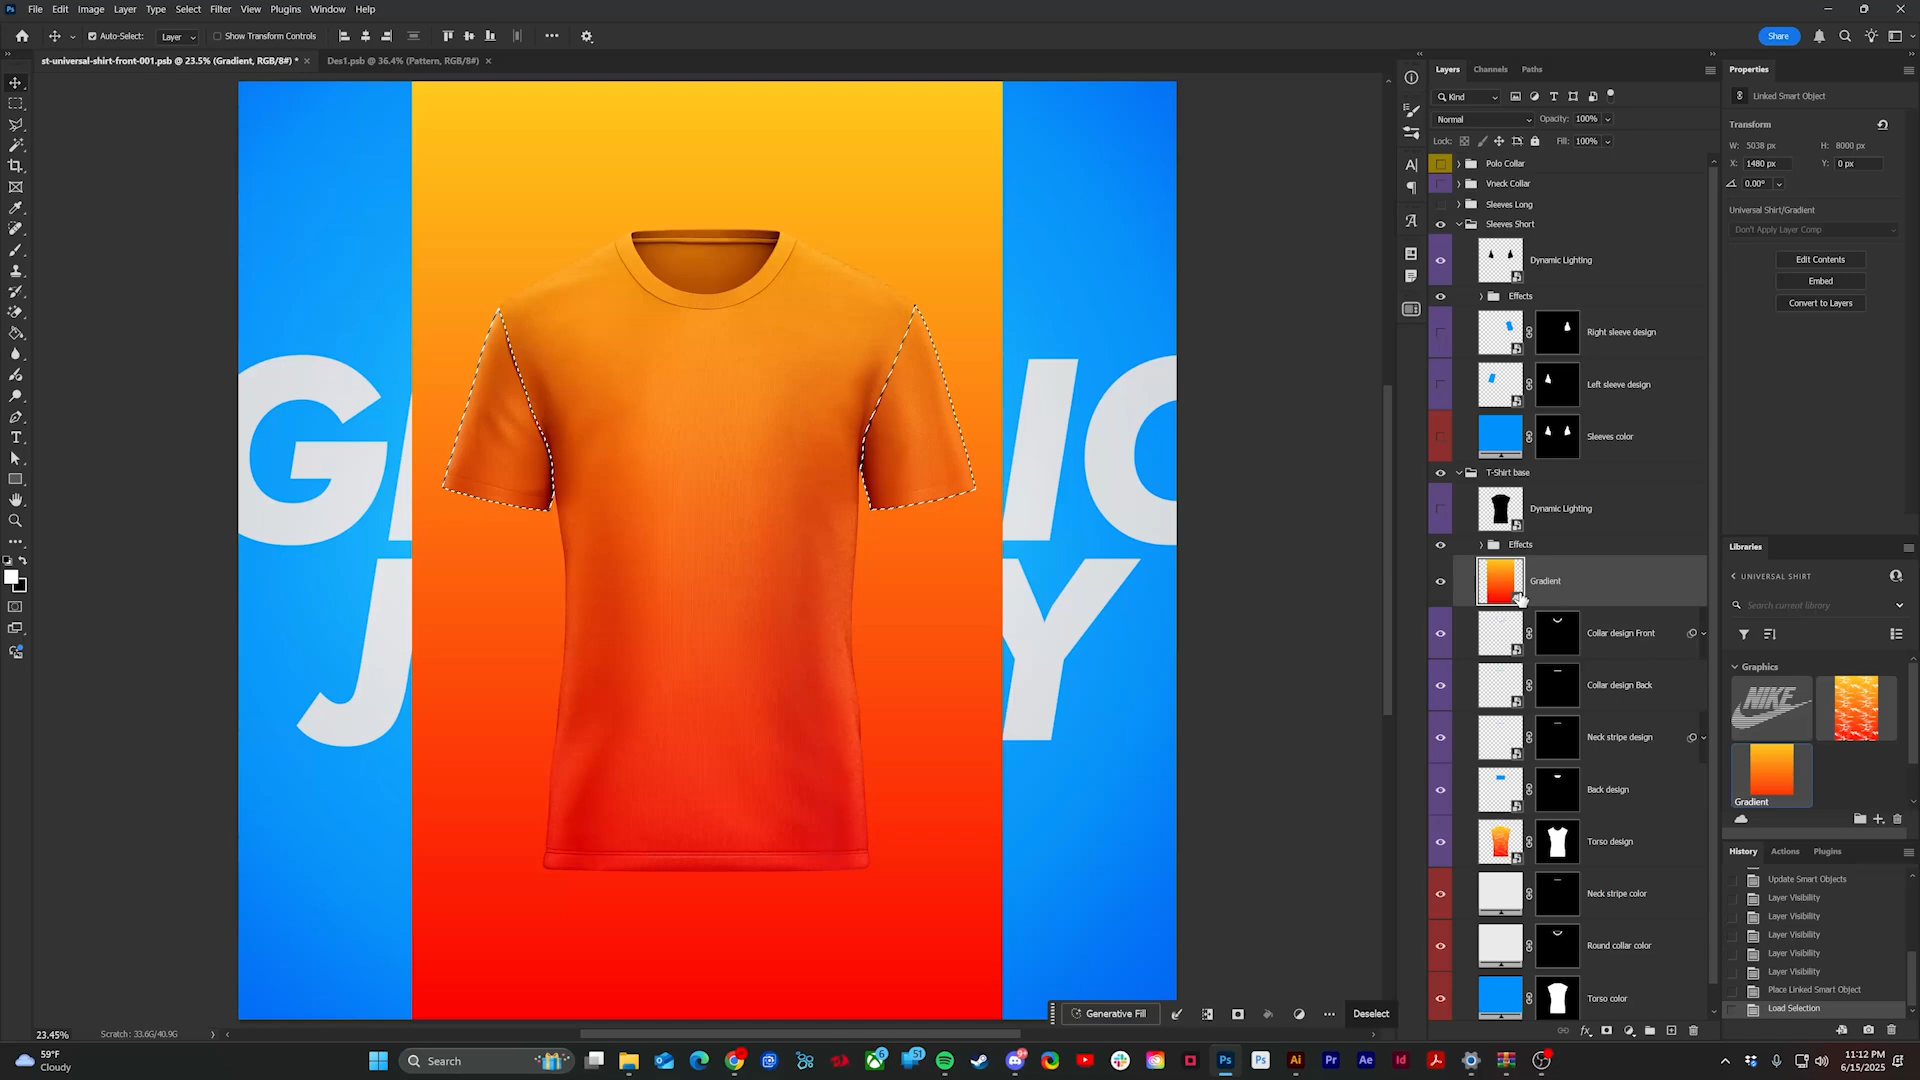 File Edit Image Layer Type Select Filter View Plugins Window Help
Auto-Select: Layer Show Transform Controls Share
st-universal-shirt-front-001.psb @ 23.5% (Gradient, RGB/8#) * Des1.psb @ 36.4% (Pattern, RGB/8#)
Layers Channels Paths
Kind
Normal Opacity: 100%
Lock: Fill: 100%
Polo Collar
Vneck Collar
Sleeves Long
Sleeves Short
Dynamic Lighting
Effects
Right sleeve design
Left sleeve design
Sleeves color
T-Shirt base
Dynamic Lighting
Effects
Gradient
Collar design Front
Collar design Back
Neck stripe design
Back design
Torso design
Neck stripe color
Round collar color
Torso color
Properties
Linked Smart Object
Transform
W: 5038 px H: 8000 px
X: 1480 px Y: 0 px
0.00°
Universal Shirt/Gradient
Don't Apply Layer Comp
Edit Contents
Embed
Convert to Layers
Libraries
UNIVERSAL SHIRT
Search current library
Graphics
NIKE
Gradient
History Actions Plugins
Update Smart Objects
Layer Visibility
Layer Visibility
Layer Visibility
Layer Visibility
Layer Visibility
Place Linked Smart Object
Load Selection
G IC
J Y
Generative Fill Deselect
23.45% Scratch: 33.6G/40.9G
59°F
Cloudy
Search
11:12 PM
6/15/2025